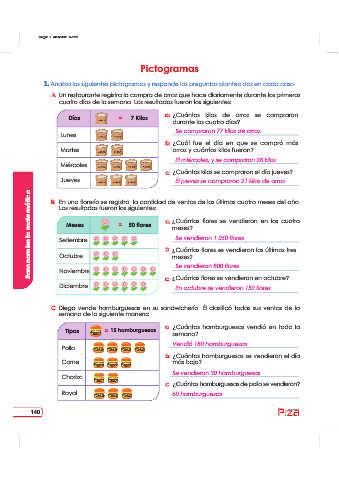 Pictogramas
1. Analiza los siguientes pictogramas y responde las preguntas planteadas en cada caso.
A. Un restaurante registra la compra de arroz que hace diariamente durante los primeros
cuatro días de la semana. Los resultados fueron los siguientes:
Días = 7 Kilos
Lunes
Martes
Miércoles
Jueves
a. ¿Cuántos kilos de arroz se compraron
durante los cuatro días?
Se compraron 77 kilos de arroz.
b. ¿Cuál fue el día en que se compró más
arroz y cuántos kilos fueron?
El miércoles, y se compraron 28 kilos
c. ¿Cuántos kilos se compraron el día jueves?
El jueves se compraron 21 kilos de arroz
B. En una florería se registra la cantidad de ventas de los últimos cuatro meses del año.
Los resultados fueron los siguientes:
Meses = 50 flores
Setiembre
Octubre
Noviembre
Diciembre
a. ¿Cuántas flores se vendieron en los cuatro
meses?
Se vendieron 1 050 flores
b. ¿Cuántas flores se vendieron los últimos tres
meses?
Se vendieron 800 flores
c. ¿Cuántas flores se vendieron en octubre?
En octubre se vendieron 150 flores
C. Diego vende hamburguesas en su sandwichería. Él clasificó todas sus ventas de la
semana de la siguiente manera:
Tipos = 15 hamburguesas
Pollo
Carne
Chorizo
Royal
a. ¿Cuántas hamburguesas vendió en toda la
semana?
Vendió 180 hamburguesas
b. ¿Cuántas hamburguesas se vendieron el día
más bajo?
Se vendieron 30 hamburguesas
c. ¿Cuántas hamburguesas de pollo se vendieron?
60 hamburguesas
140